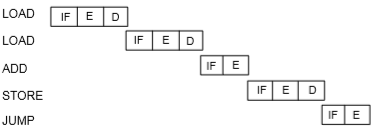 LOAD IF E D
LOAD IF E D
ADD IF E
STORE IF E D
JUMP IF E